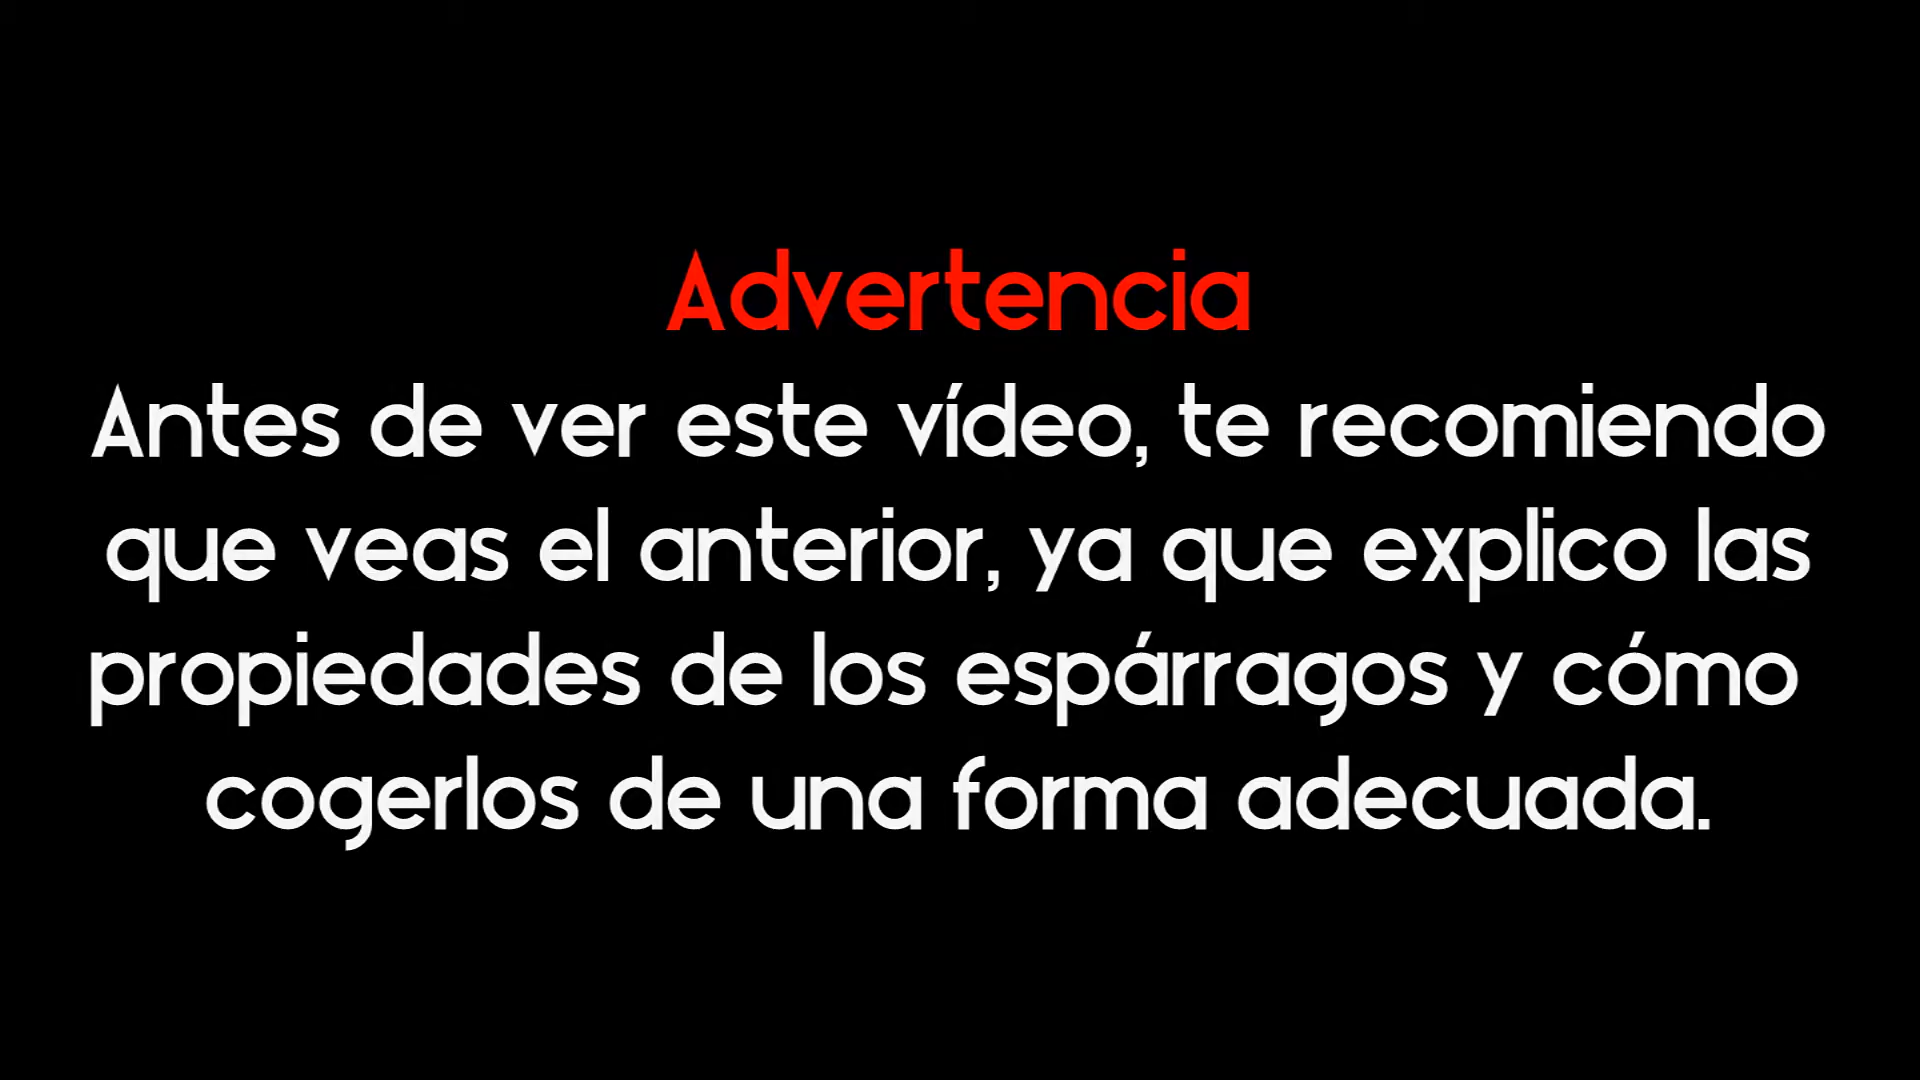 Advertencia
Antes de ver este vídeo, te recomiendo
que veas el anterior, ya que explico las
propiedades de los espárragos y cómo
cogerlos de una forma adecuada.